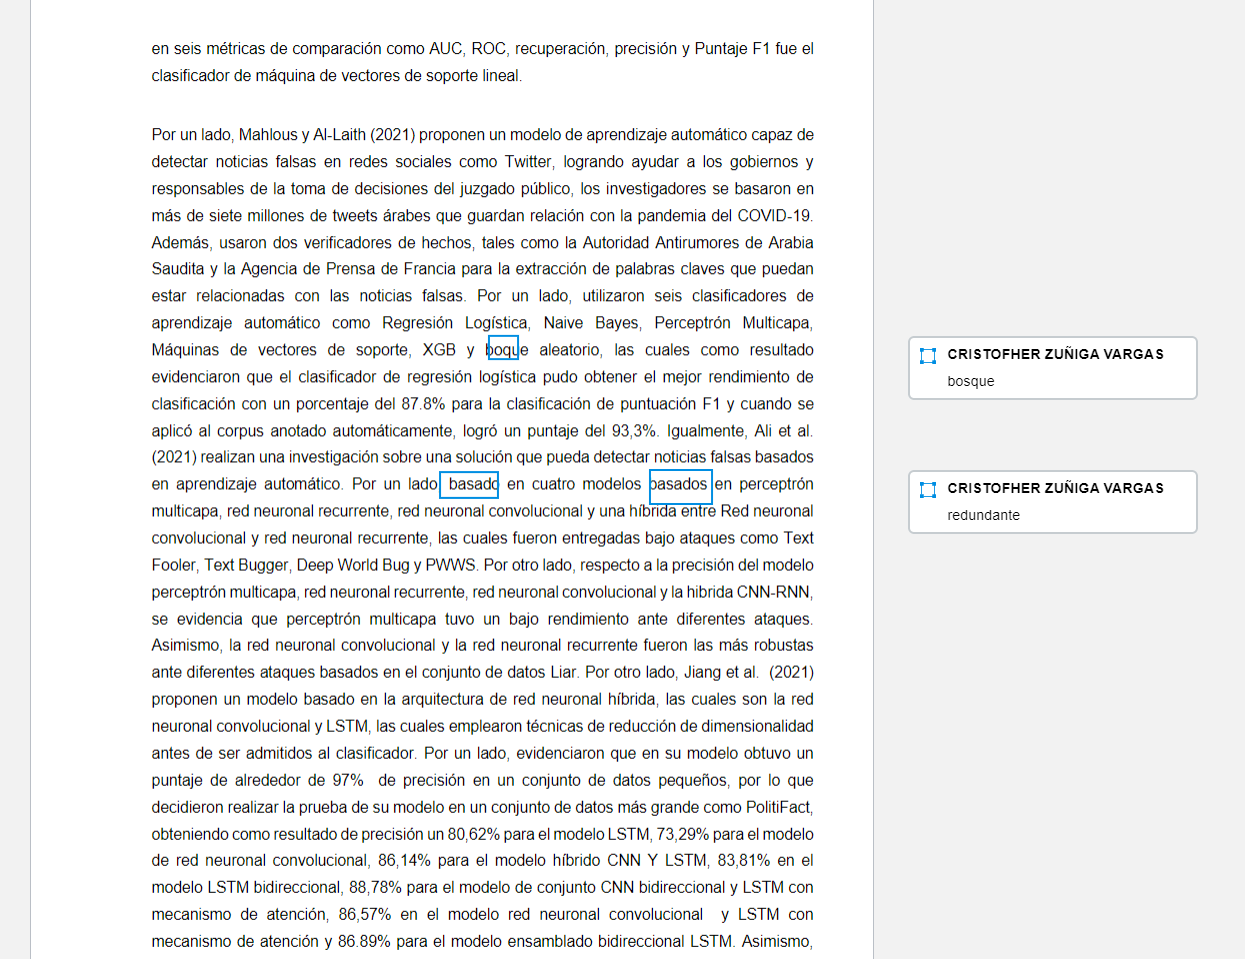 en seis métricas de comparación como AUC, ROC, recuperación, precisión y Puntaje F1 fue el
clasificador de máquina de vectores de soporte lineal.
Por un lado, Mahlous y Al-Laith (2021) proponen un modelo de aprendizaje automático capaz de
detectar noticias falsas en redes sociales como Twitter, logrando ayudar a los gobiernos y
responsables de la toma de decisiones del juzgado público, los investigadores se basaron en
más de siete millones de tweets árabes que guardan relación con la pandemia del COVID-19.
Además, usaron dos verificadores de hechos, tales como la Autoridad Antirumores de Arabia
Saudita y la Agencia de Prensa de Francia para la extracción de palabras claves que puedan
estar relacionadas con las noticias falsas. Por un lado, utilizaron seis clasificadores de
aprendizaje automático como Regresión Logística, Naive Bayes, Perceptrón Multicapa,
Máquinas de vectores de soporte, XGB y boque aleatorio, las cuales como resultado
evidenciaron que el clasificador de regresión logística pudo obtener el mejor rendimiento de
clasificación con un porcentaje del 87.8% para la clasificación de puntuación F1 y cuando se
aplicó al corpus anotado automáticamente, logró un puntaje del 93,3%. Igualmente, Ali et al.
(2021) realizan una investigación sobre una solución que pueda detectar noticias falsas basados
en aprendizaje automático. Por un lado basado en cuatro modelos basados en perceptrón
multicapa, red neuronal recurrente, red neuronal convolucional y una híbrida entre Red neuronal
convolucional y red neuronal recurrente, las cuales fueron entregadas bajo ataques como Text
Fooler, Text Bugger, Deep World Bug y PWWS. Por otro lado, respecto a la precisión del modelo
perceptrón multicapa, red neuronal recurrente, red neuronal convolucional y la hibrida CNN-RNN,
se evidencia que perceptrón multicapa tuvo un bajo rendimiento ante diferentes ataques.
Asimismo, la red neuronal convolucional y la red neuronal recurrente fueron las más robustas
ante diferentes ataques basados en el conjunto de datos Liar. Por otro lado, Jiang et al. (2021)
proponen un modelo basado en la arquitectura de red neuronal híbrida, las cuales son la red
neuronal convolucional y LSTM, las cuales emplearon técnicas de reducción de dimensionalidad
antes de ser admitidos al clasificador. Por un lado, evidenciaron que en su modelo obtuvo un
puntaje de alrededor de 97% de precisión en un conjunto de datos pequeños, por lo que
decidieron realizar la prueba de su modelo en un conjunto de datos más grande como PolitiFact,
obteniendo como resultado de precisión un 80,62% para el modelo LSTM, 73,29% para el modelo
de red neuronal convolucional, 86,14% para el modelo híbrido CNN Y LSTM, 83,81% en el
modelo LSTM bidireccional, 88,78% para el modelo de conjunto CNN bidireccional y LSTM con
mecanismo de atención, 86,57% en el modelo red neuronal convolucional y LSTM con
mecanismo de atención y 86.89% para el modelo ensamblado bidireccional LSTM. Asimismo,
CRISTOFHER ZUÑIGA VARGAS
bosque
CRISTOFHER ZUÑIGA VARGAS
redundante